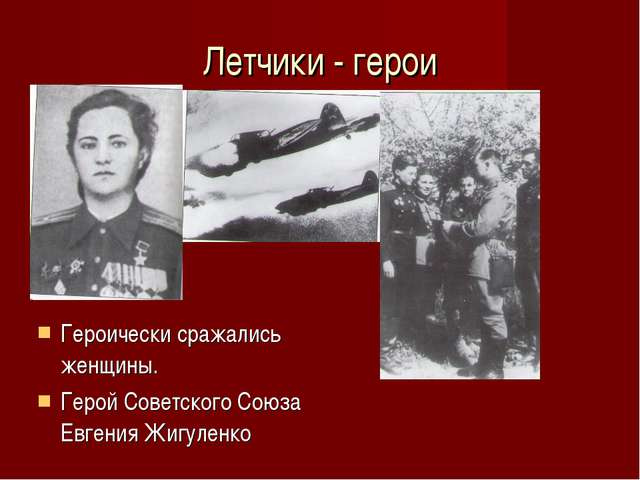 Летчики - герои
Героически сражались
женщины.
Герой Советского Союза
Евгения Жигуленко